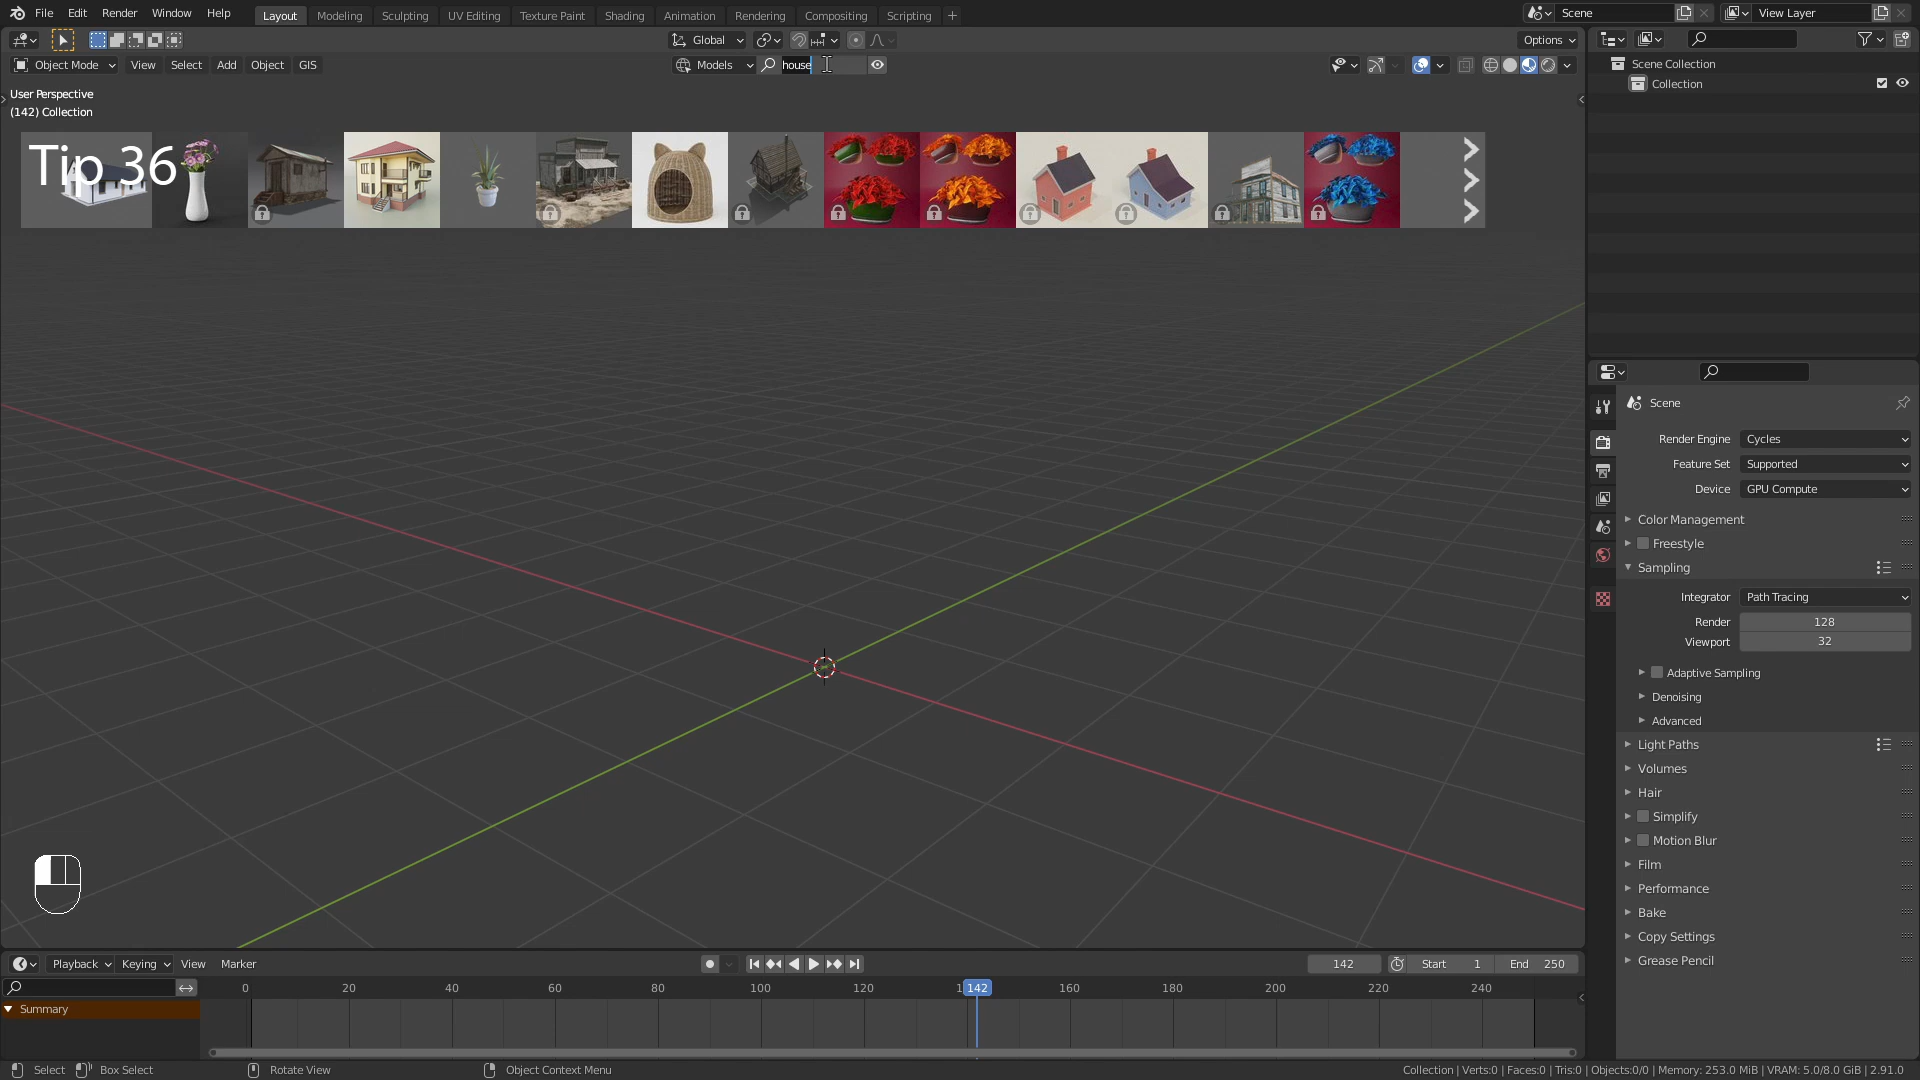 File Edit Render Window Help Layout Modeling Sculpting UV Editing Texture Paint Shading Animation Rendering Compositing Scripting + Scene View Layer
Global Options
Object Mode View Select Add Object GIS Models house
Scene Collection
Collection
User Perspective
(142) Collection
Tip 36
Scene
Render Engine Cycles
Feature Set Supported
Device GPU Compute
Color Management
Freestyle
Sampling
Integrator Path Tracing
Render 128
Viewport 32
Adaptive Sampling
Denoising
Advanced
Light Paths
Volumes
Hair
Simplify
Motion Blur
Film
Performance
Bake
Copy Settings
Grease Pencil
Playback Keying View Marker 142 Start 1 End 250
0 20 40 60 80 100 120 142 160 180 200 220 240
Summary
Select Box Select Rotate View Object Context Menu Collection | Verts:0 | Faces:0 | Tris:0 | Objects:0/0 | Memory: 253.0 MiB | VRAM: 5.0/8.0 GiB | 2.91.0